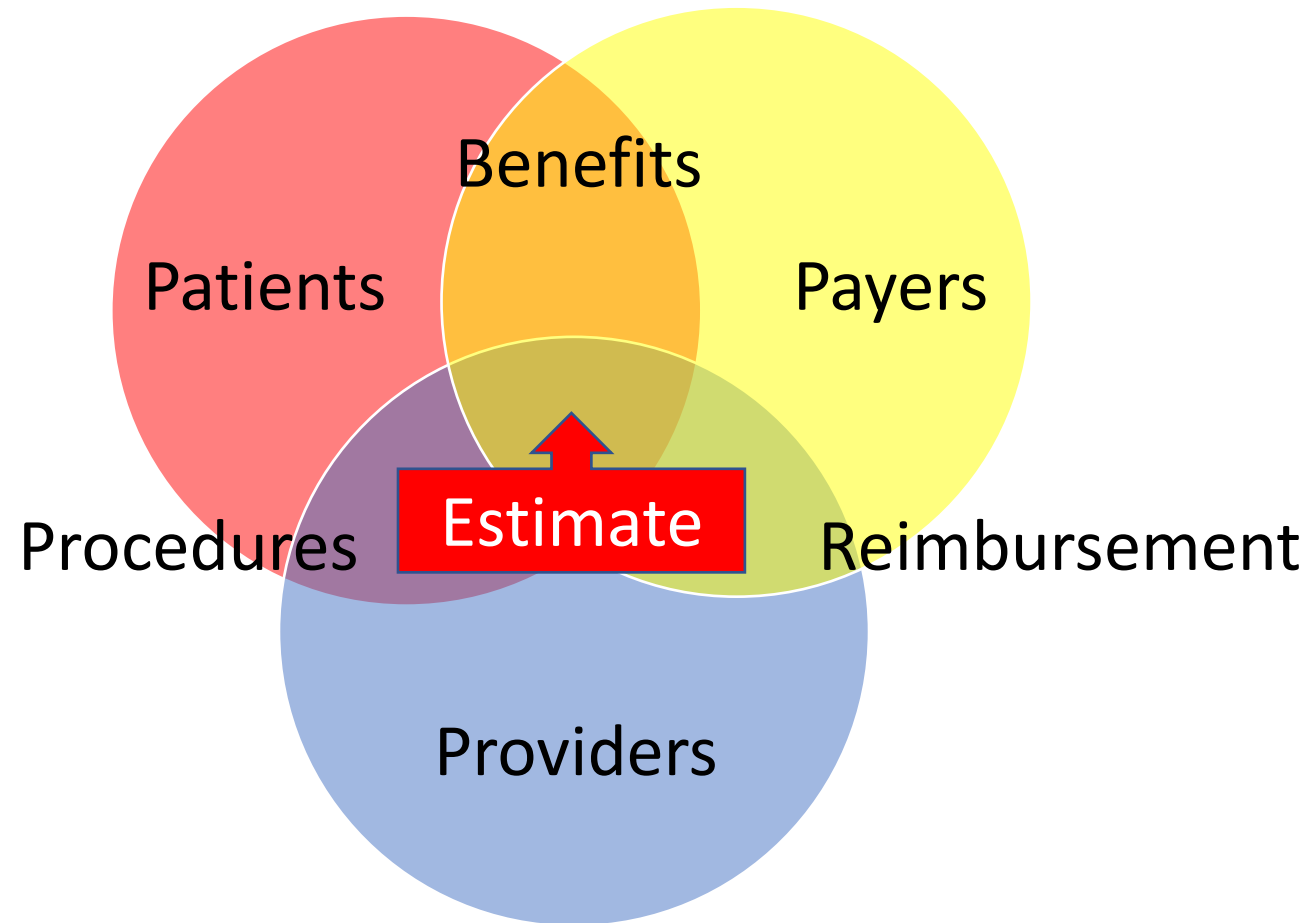 Benefits
Patients
Payers
Estimate
Procedures
Reimbursement
Providers